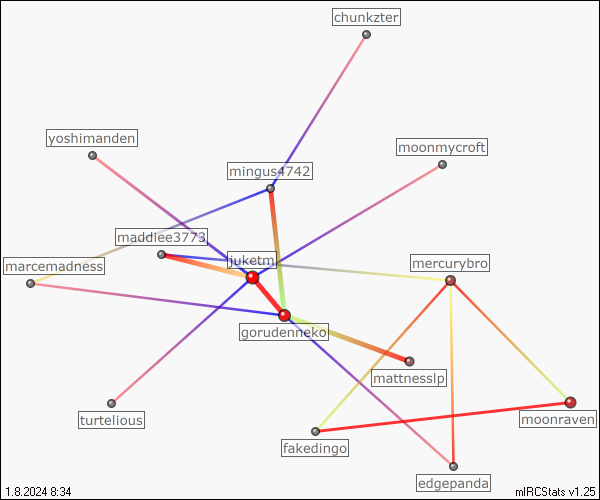 chunkzter
yoshimanden
moonmycroft
mingus4742
maddiee3773
juketm
marcemadness
mercurybro
gorudenneko
mattnesslp
turtelious
moonraven
fakedingo
edgepanda
1.8.2024 8:34
mIRCStats v1.25